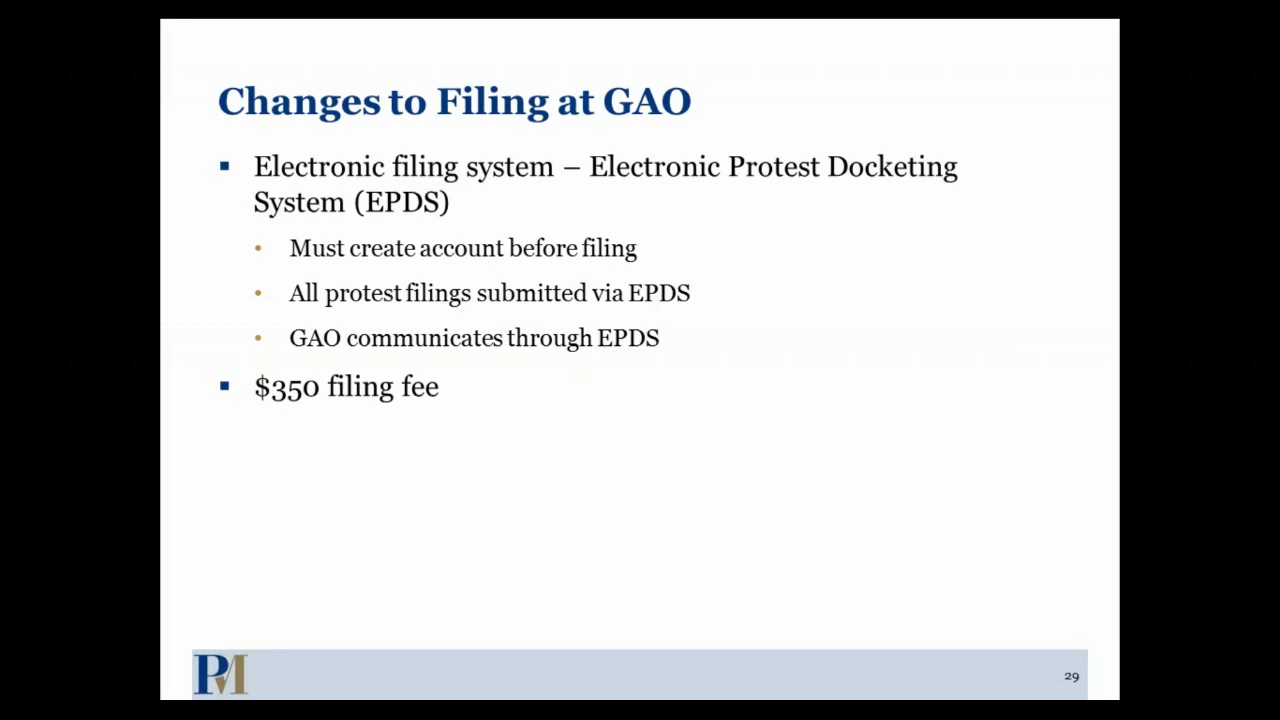 Changes to Filing at GAO
▪ Electronic filing system – Electronic Protest Docketing
System (EPDS)
• Must create account before filing
• All protest filings submitted via EPDS
• GAO communicates through EPDS
▪ $350 filing fee
PM
29